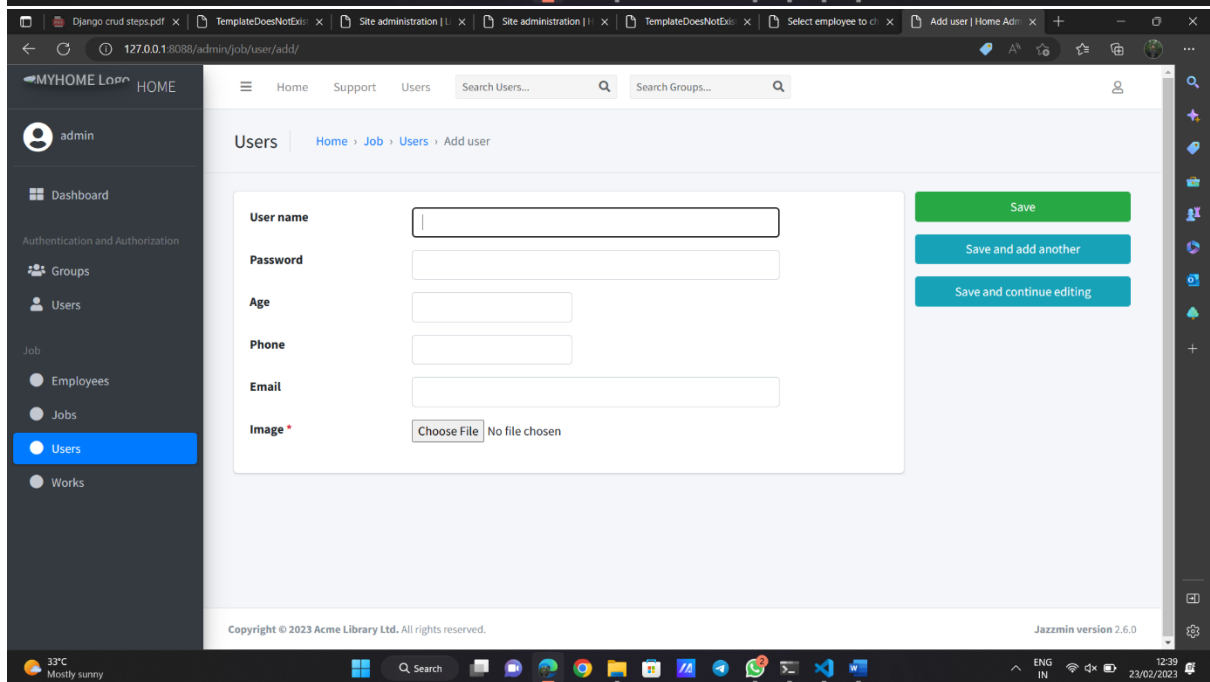 Django crud steps.pdf
TemplateDoesNotExis
Site administration | L
Site administration | H
TemplateDoesNotExis
Select employee to ch
Add user | Home Adm
127.0.0.1:8088/admin/job/user/add/
MYHOME Logo HOME
Home Support Users Search Users... Search Groups...
admin
Users Home › Job › Users › Add user
Dashboard
Authentication and Authorization
Groups
Users
Job
Employees
Jobs
Users
Works
User name
Password
Age
Phone
Email
Image * Choose File No file chosen
Save
Save and add another
Save and continue editing
Copyright © 2023 Acme Library Ltd. All rights reserved. Jazzmin version 2.6.0
33°C
Mostly sunny
Search
2
ENG
IN
12:39
23/02/2023